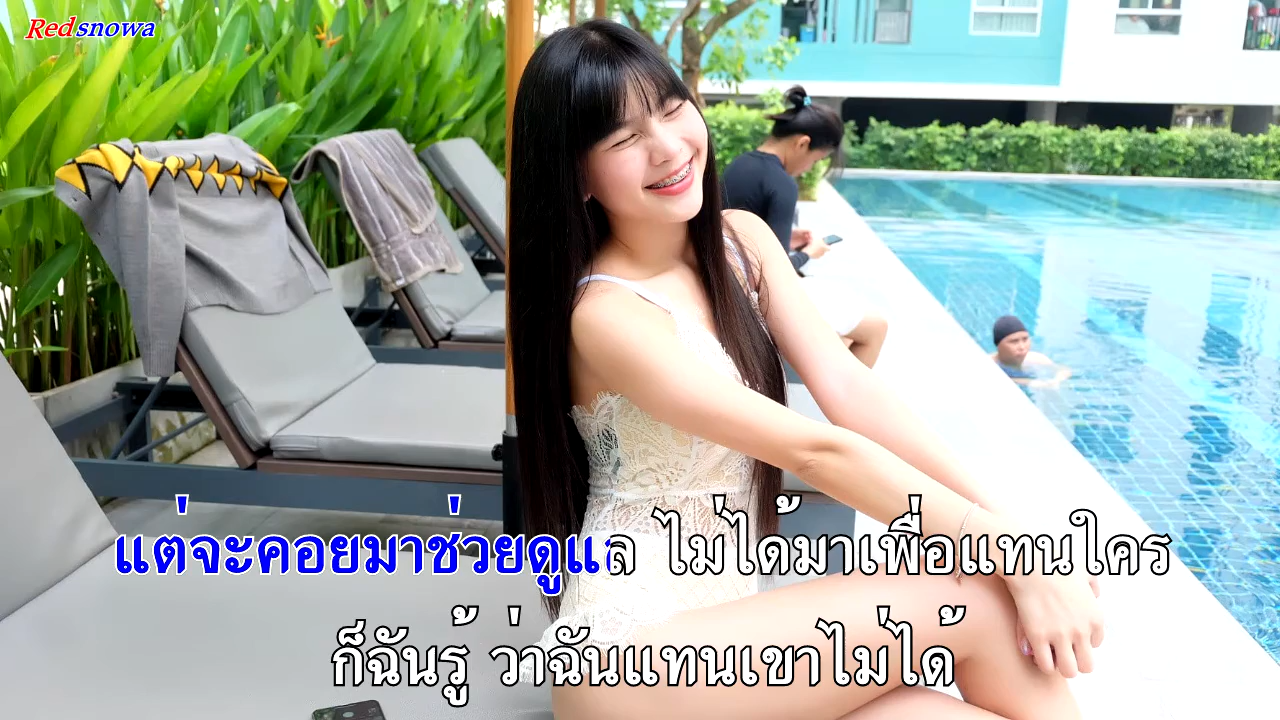 Redsnowa
แต่จะคอยมาช่วยดูแล ไม่ได้มาเพื่อแทนใคร
ก็ฉันรู้ ว่าฉันแทนเขาไม่ได้